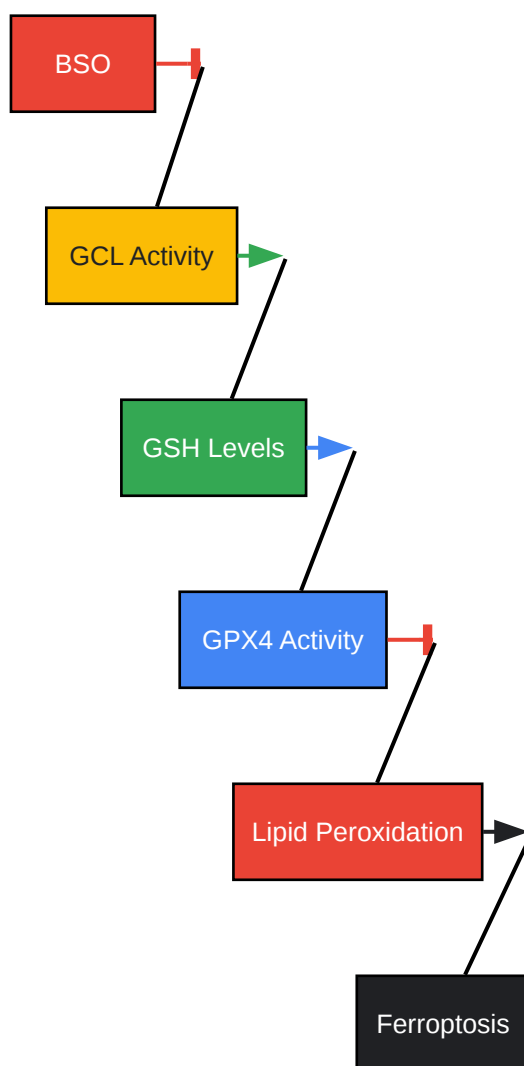 BSO
GCL Activity
GSH Levels
GPX4 Activity
Lipid Peroxidation
Ferroptosis